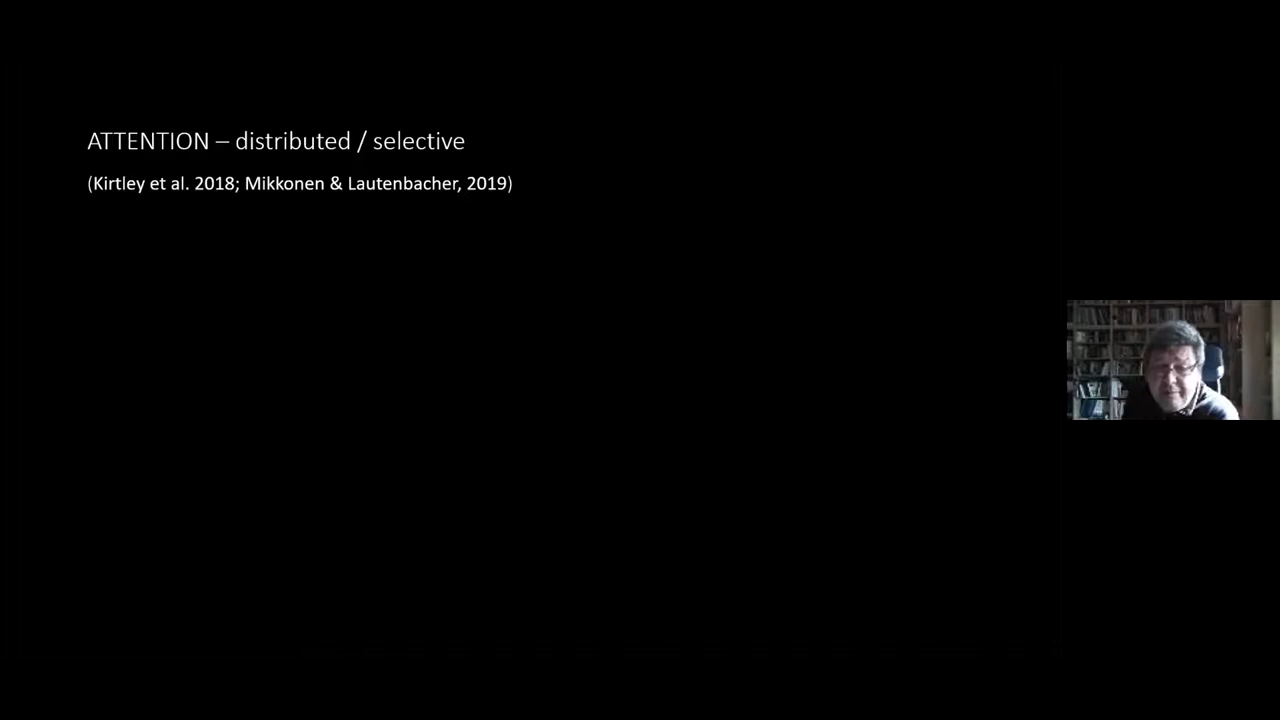 ATTENTION – distributed / selective
(Kirtley et al. 2018; Mikkonen & Lautenbacher, 2019)